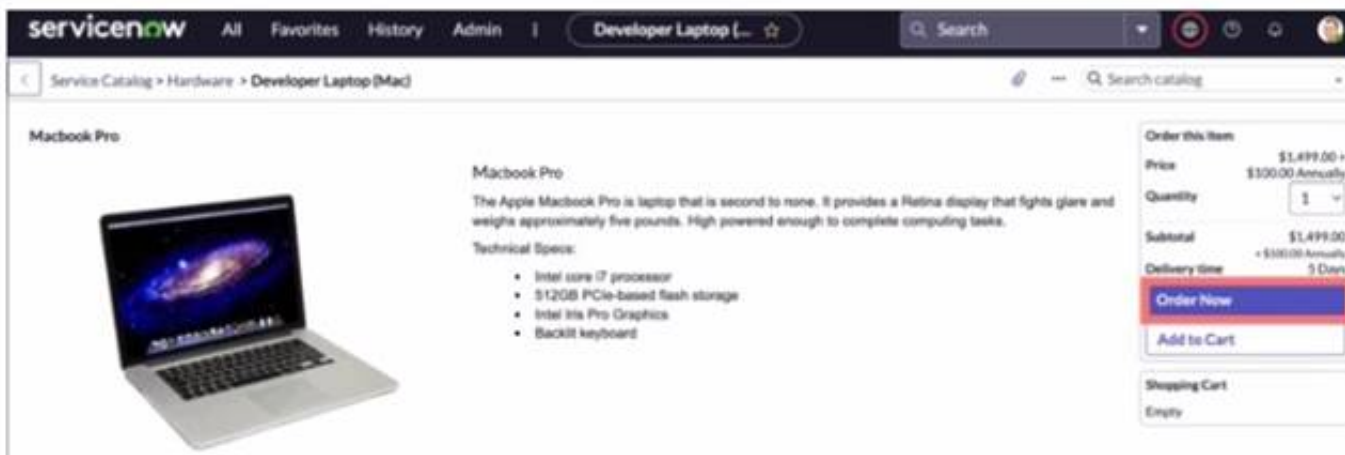 servicenow All Favorites History Admin Developer Laptop (... Search
Service Catalog > Hardware > Developer Laptop (Mac) Search catalog
Macbook Pro
Macbook Pro
The Apple Macbook Pro is laptop that is second to none. It provides a Retina display that fights glare and
weighs approximately five pounds. High powered enough to complete computing tasks.
Technical Specs:
• Intel core i7 processor
• 512GB PCIe-based flash storage
• Intel Iris Pro Graphics
• Backlit keyboard
Order this Item
Price $1,499.00 +
$100.00 Annually
Quantity 1
Subtotal $1,499.00
+ $100.00 Annually
Delivery time 5 Days
Order Now
Add to Cart
Shopping Cart
Empty